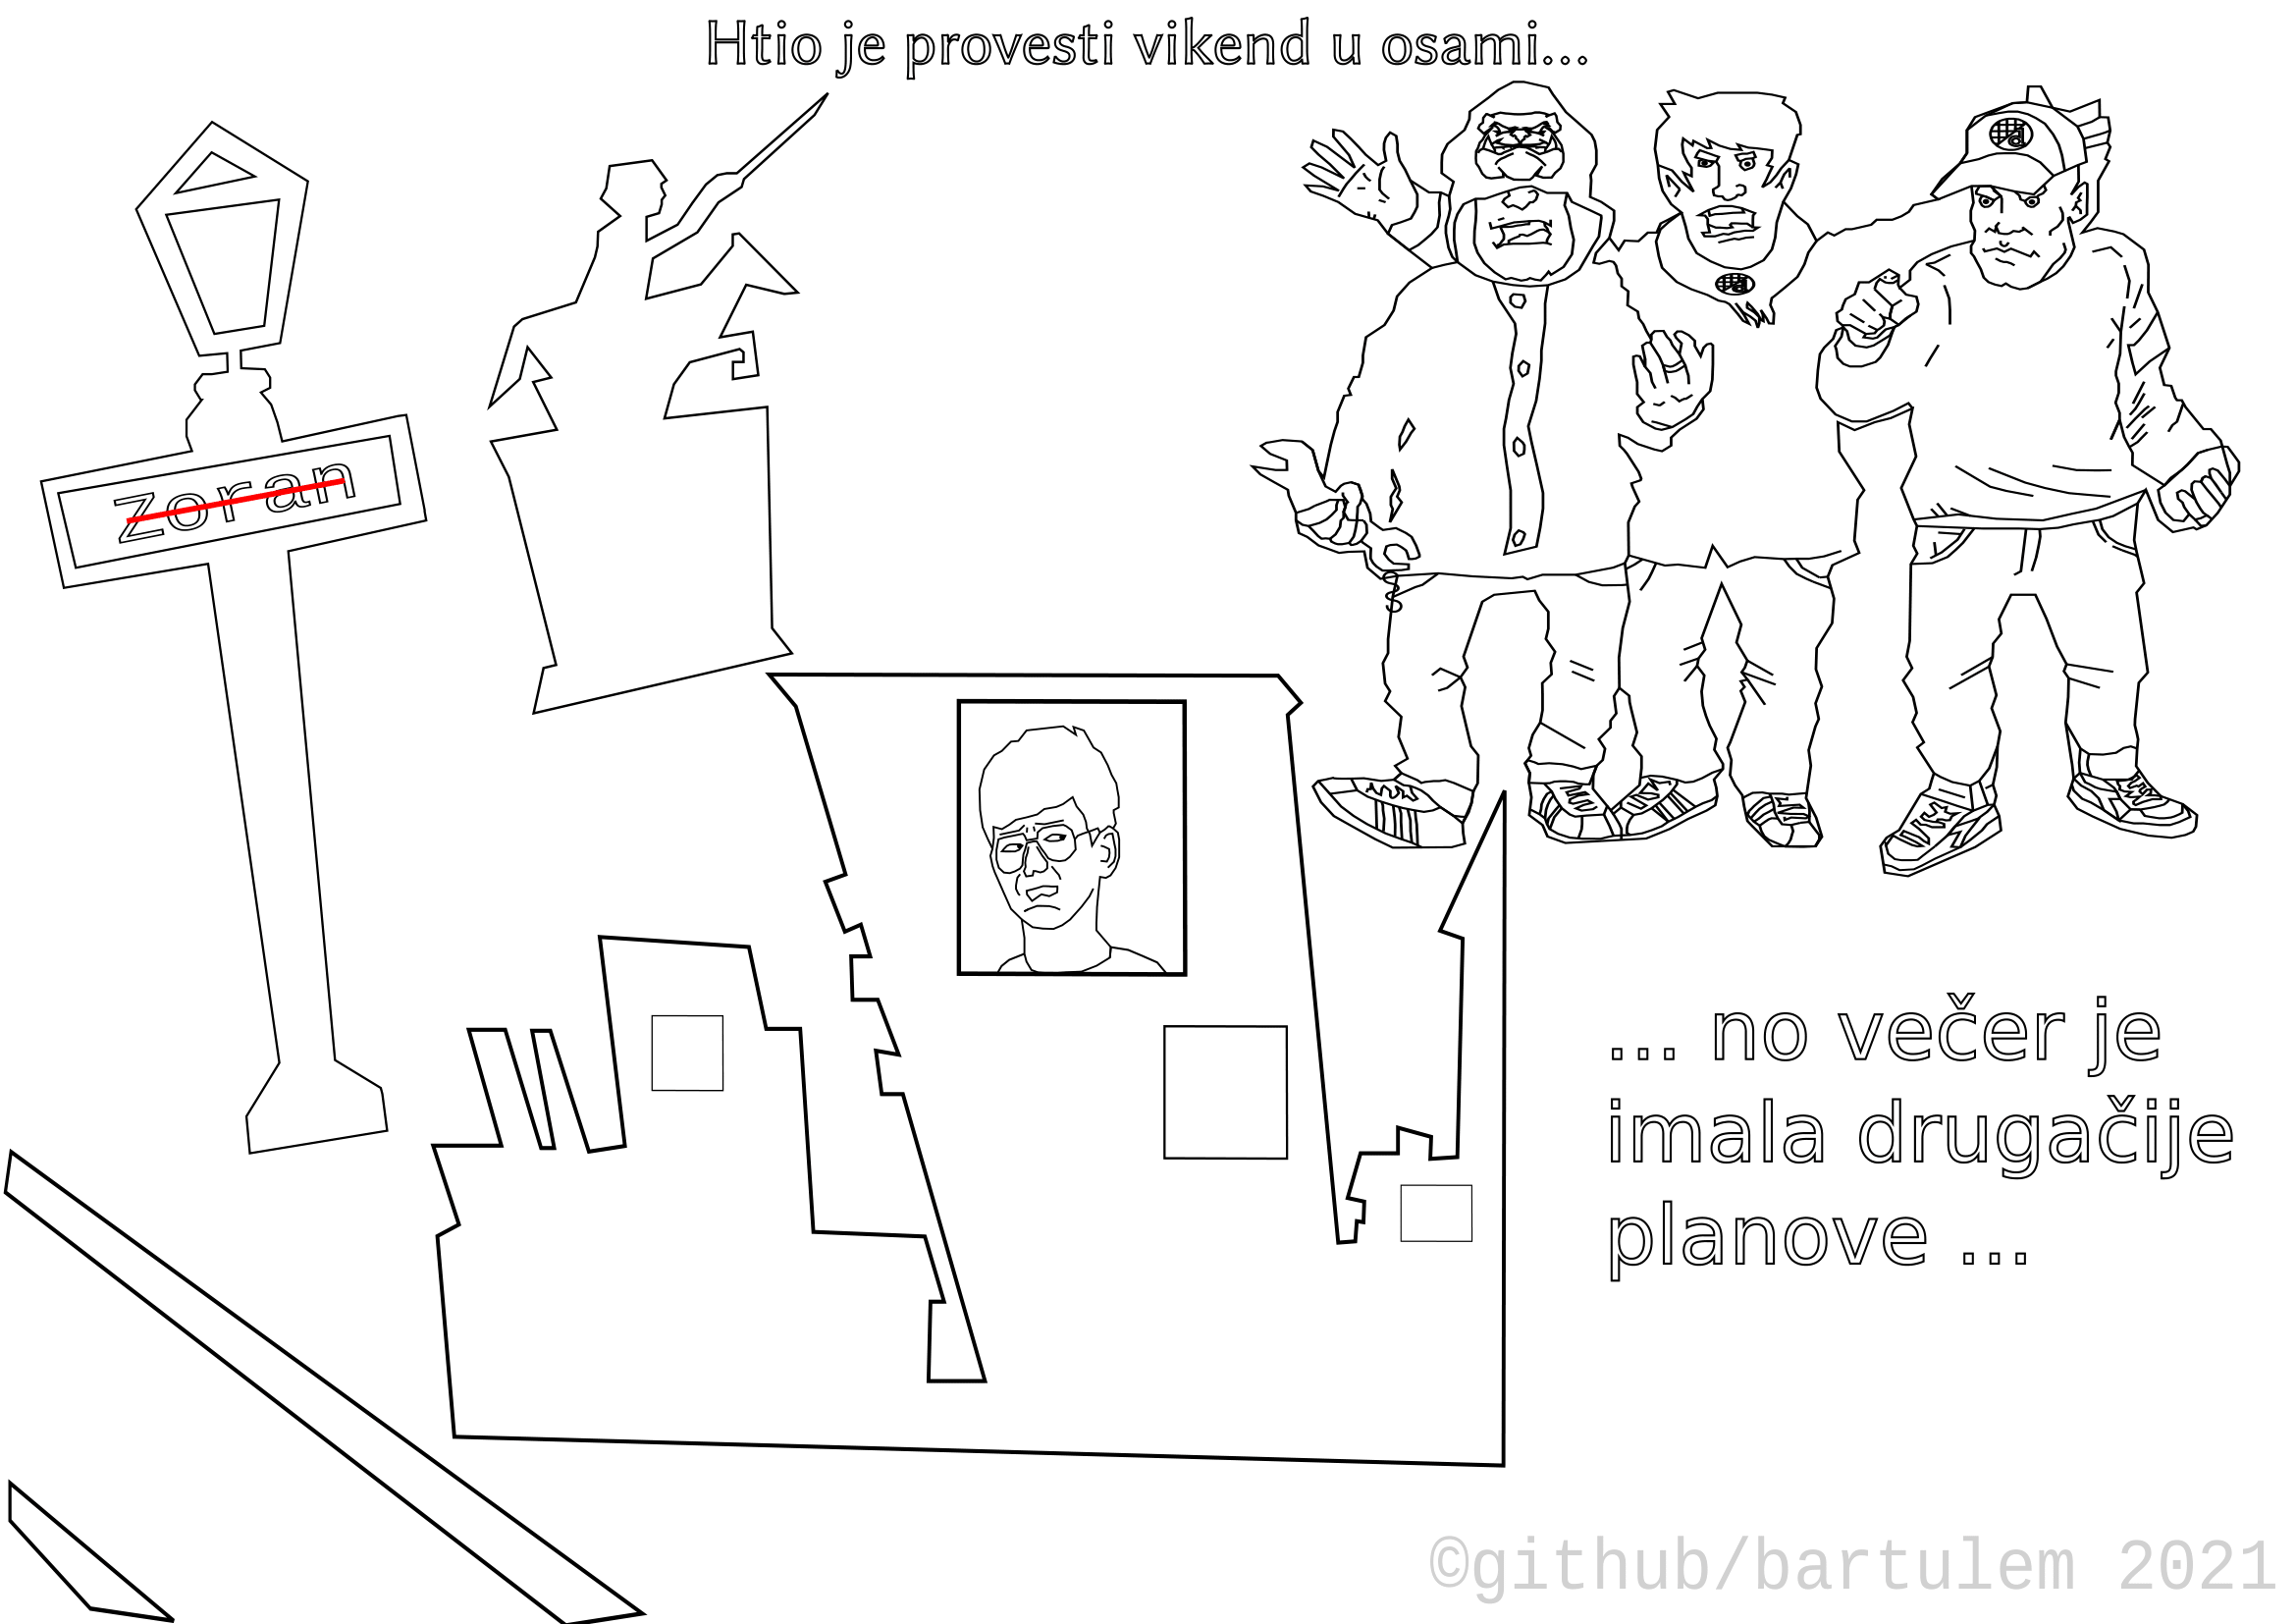 Htio je provesti vikend u osami...
Zoran
a
a
... no večer je
imala drugačije
planove ...
©github/bartulem 2021